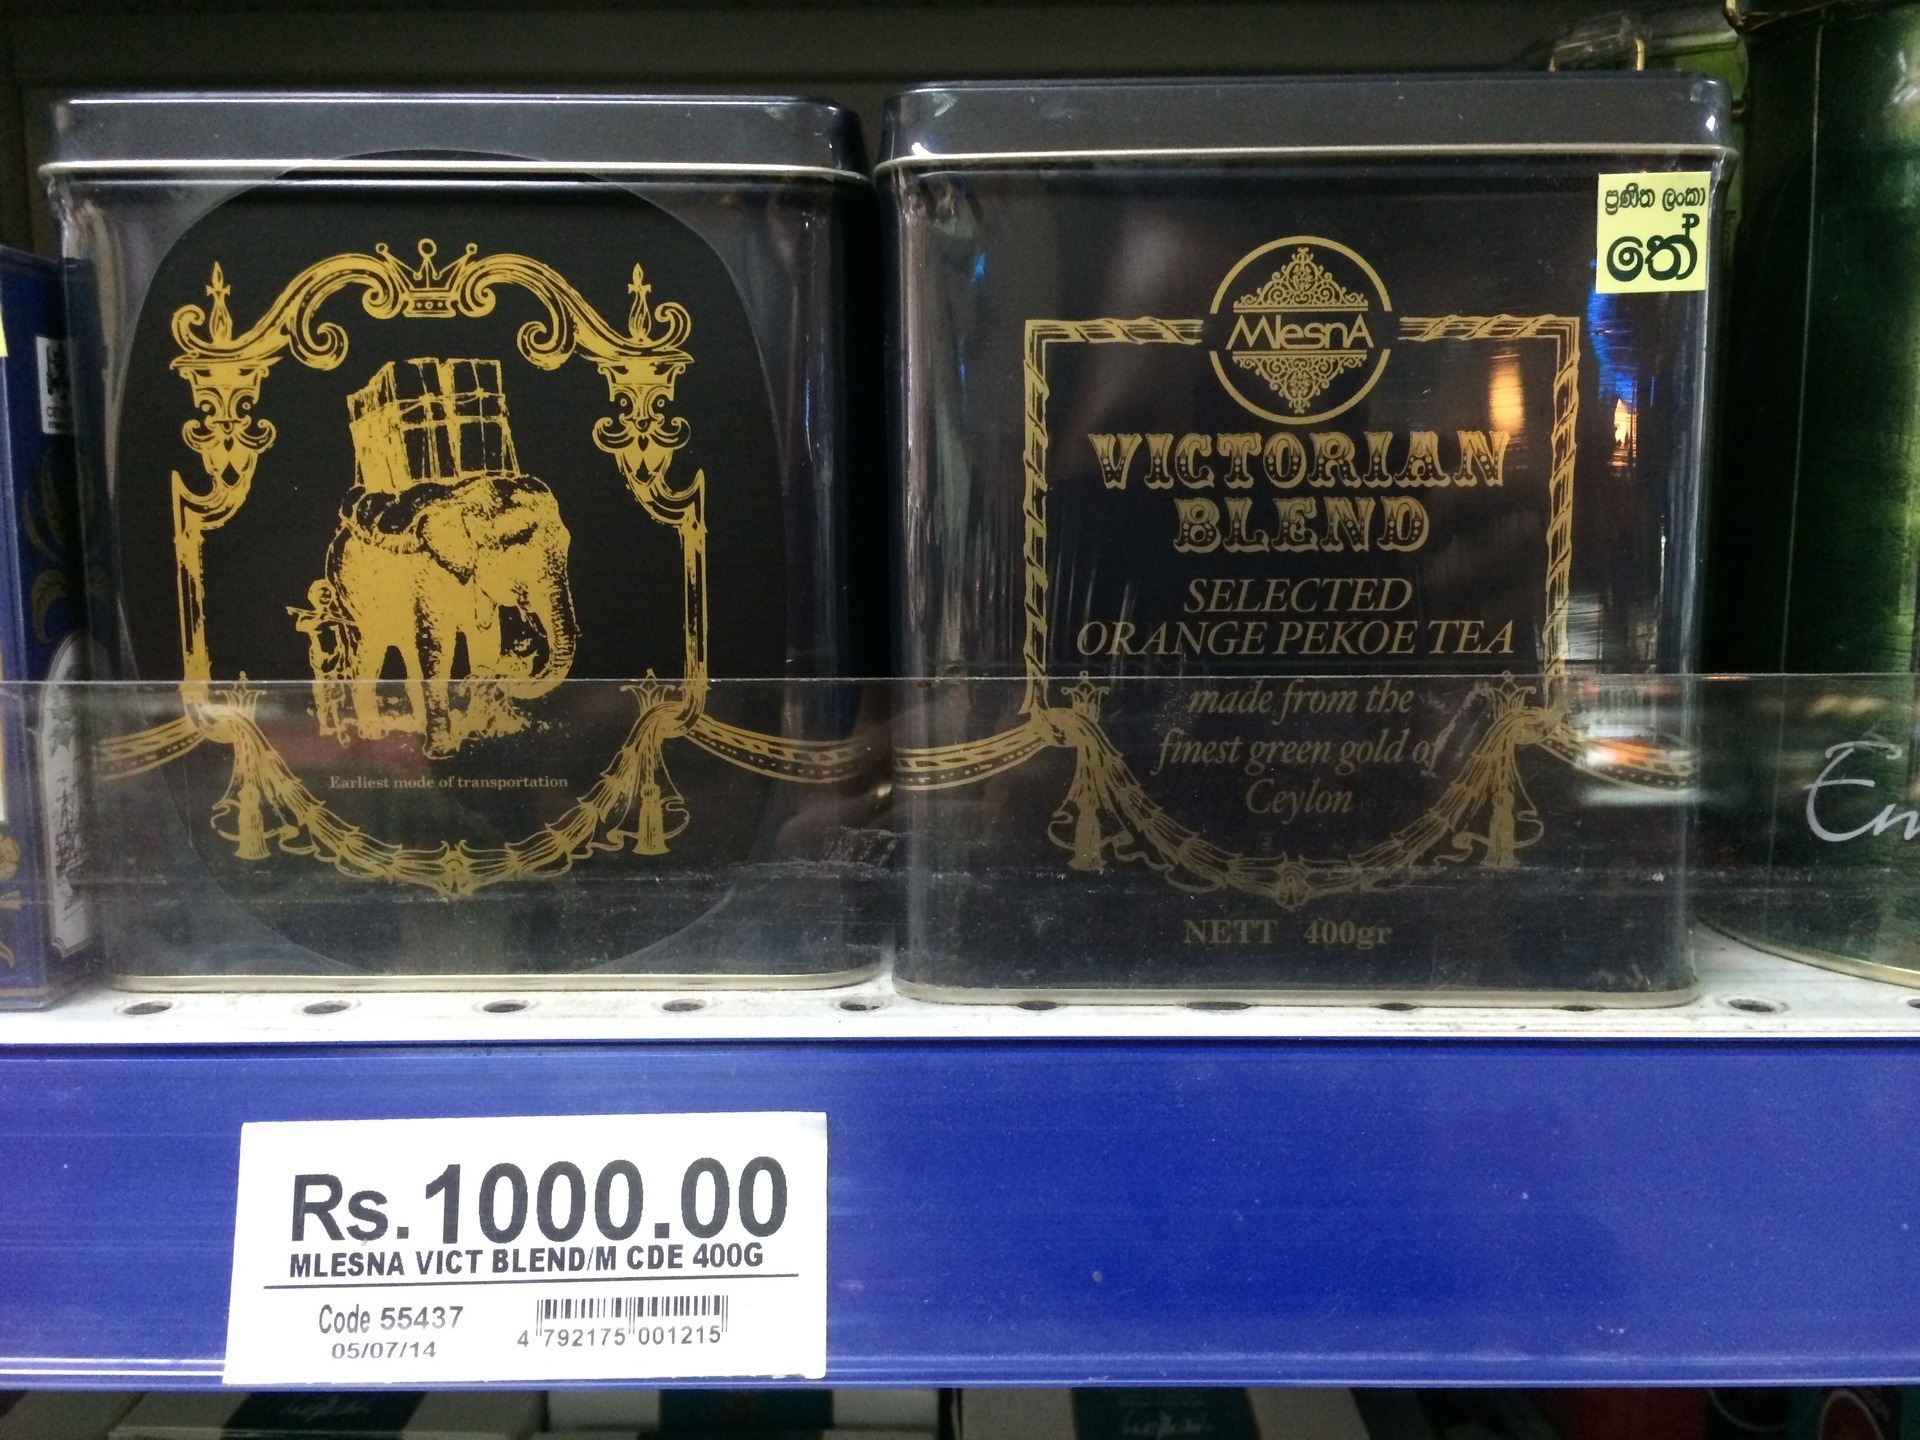 Earliest mode of transportation
ප්‍රණීත ලංකා
තේ
MlesnA
VICTORIAN
BLEND
SELECTED
ORANGE PEKOE TEA
made from the
finest green gold of
Ceylon
NETT 400gr
Rs.1000.00
MLESNA VICT BLEND/M CDE 400G
Code 55437
05/07/14
4 792175 001215